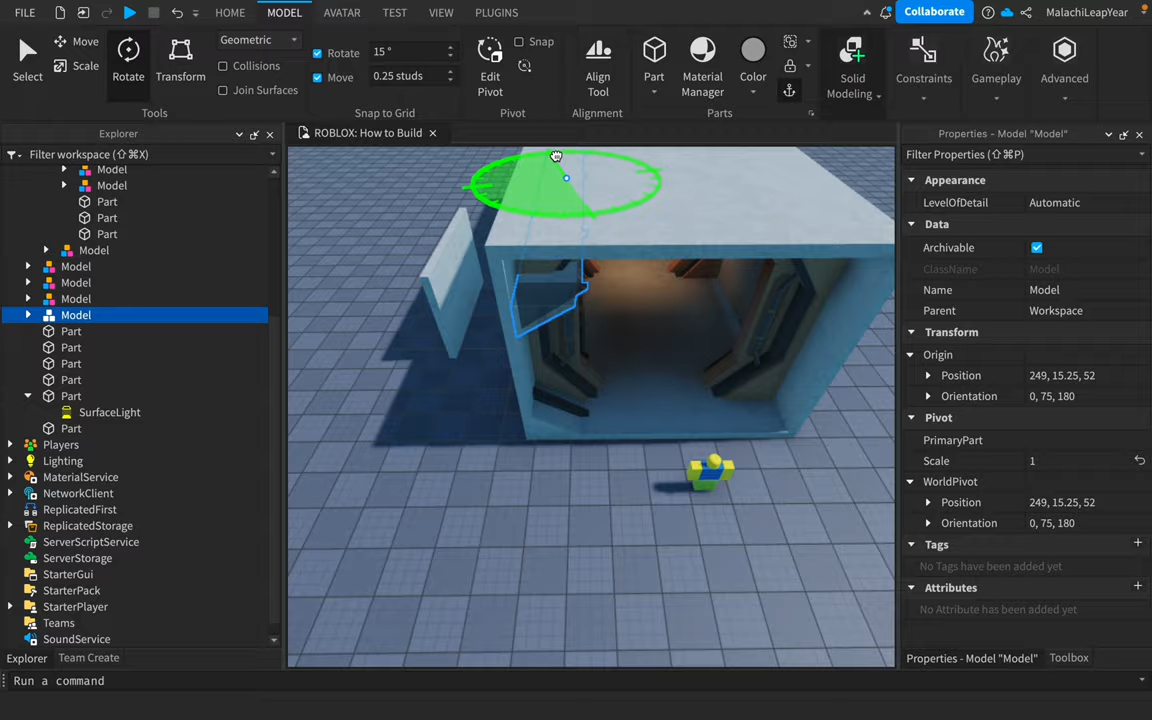 FILE HOME MODEL AVATAR TEST VIEW PLUGINS Collaborate MalachiLeapYear
Select
Move
Scale
Rotate
Transform
Geometric
Collisions
Join Surfaces
Tools
Rotate 15 °
Move 0.25 studs
Snap to Grid
Edit
Pivot
Snap
Pivot
Align
Tool
Alignment
Part
Material
Manager
Color
Parts
Solid
Modeling
Constraints
Gameplay
Advanced
Explorer
Filter workspace (⇧⌘X)
Model
Model
Part
Part
Part
Model
Model
Model
Model
Model
Part
Part
Part
Part
Part
SurfaceLight
Part
Players
Lighting
MaterialService
NetworkClient
ReplicatedFirst
ReplicatedStorage
ServerScriptService
ServerStorage
StarterGui
StarterPack
StarterPlayer
Teams
SoundService
Explorer Team Create
ROBLOX: How to Build
Properties - Model "Model"
Filter Properties (⇧⌘P)
Appearance
LevelOfDetail Automatic
Data
Archivable
ClassName Model
Name Model
Parent Workspace
Transform
Origin
Position 249, 15.25, 52
Orientation 0, 75, 180
Pivot
PrimaryPart
Scale 1
WorldPivot
Position 249, 15.25, 52
Orientation 0, 75, 180
Tags
No Tags have been added yet
Attributes
No Attribute has been added yet
Properties - Model "Model" Toolbox
Run a command